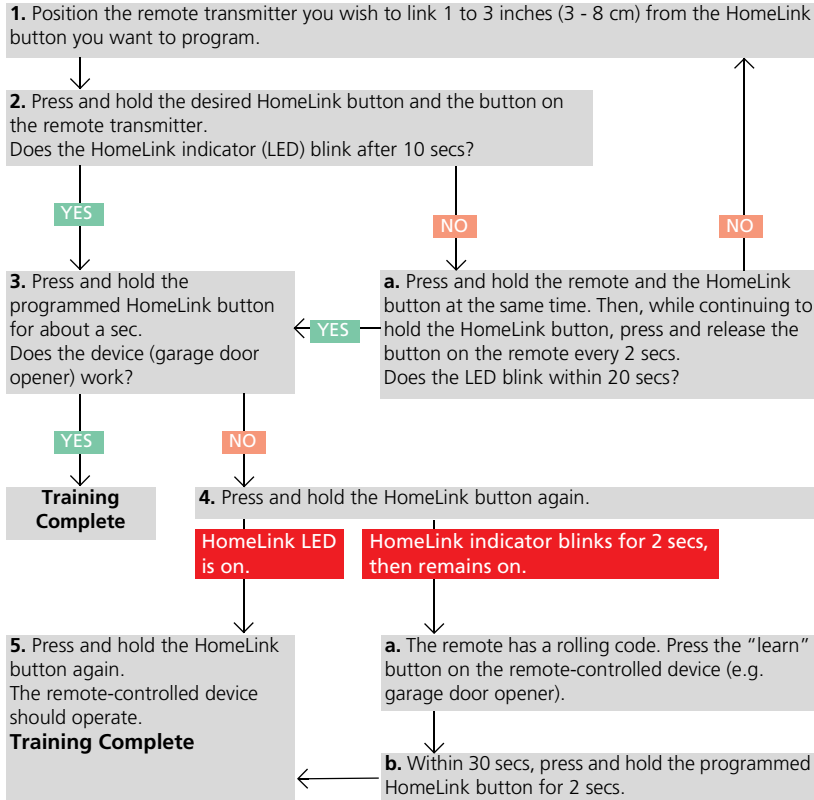 1. Position the remote transmitter you wish to link 1 to 3 inches (3 - 8 cm) from the HomeLink
button you want to program.
2. Press and hold the desired HomeLink button and the button on
the remote transmitter.
Does the HomeLink indicator (LED) blink after 10 secs?
YES
NO
NO
3. Press and hold the
programmed HomeLink button
for about a sec.
Does the device (garage door
opener) work?
YES
a. Press and hold the remote and the HomeLink
button at the same time. Then, while continuing to
hold the HomeLink button, press and release the
button on the remote every 2 secs.
Does the LED blink within 20 secs?
YES
NO
Training
Complete
4. Press and hold the HomeLink button again.
HomeLink LED
is on.
HomeLink indicator blinks for 2 secs,
then remains on.
5. Press and hold the HomeLink
button again.
The remote-controlled device
should operate.
Training Complete
a. The remote has a rolling code. Press the “learn”
button on the remote-controlled device (e.g.
garage door opener).
b. Within 30 secs, press and hold the programmed
HomeLink button for 2 secs.